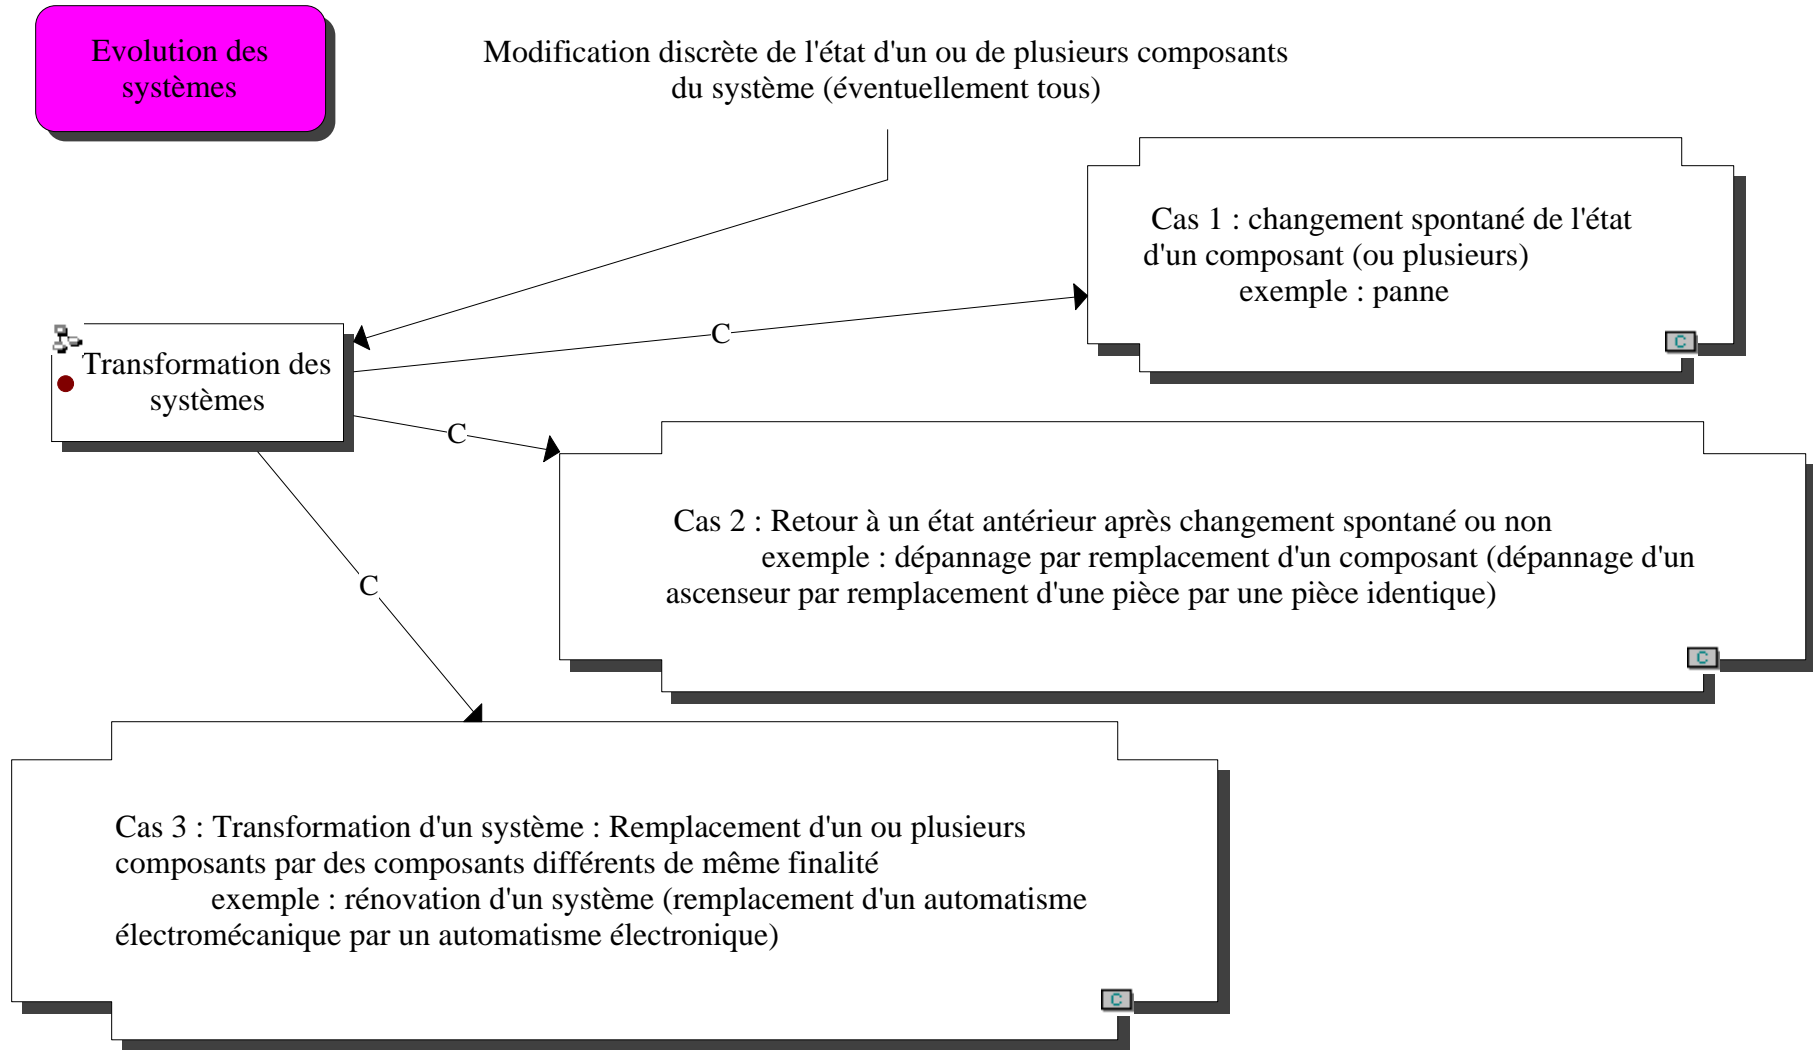 Evolution des
systèmes
Modification discrète de l'état d'un ou de plusieurs composants
du système (éventuellement tous)
Cas 1 : changement spontané de l'état
d'un composant (ou plusieurs)
exemple : panne
C
C
Transformation des
systèmes
C
Cas 2 : Retour à un état antérieur après changement spontané ou non
exemple : dépannage par remplacement d'un composant (dépannage d'un
ascenseur par remplacement d'une pièce par une pièce identique)
C
C
Cas 3 : Transformation d'un système : Remplacement d'un ou plusieurs
composants par des composants différents de même finalité
exemple : rénovation d'un système (remplacement d'un automatisme
électromécanique par un automatisme électronique)
C